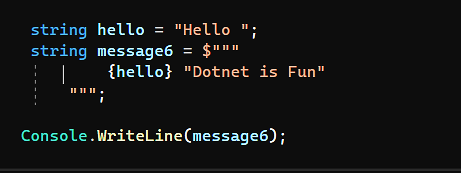 string hello = "Hello ";
string message6 = $"""
{hello} "Dotnet is Fun"
""";
Console.WriteLine(message6);